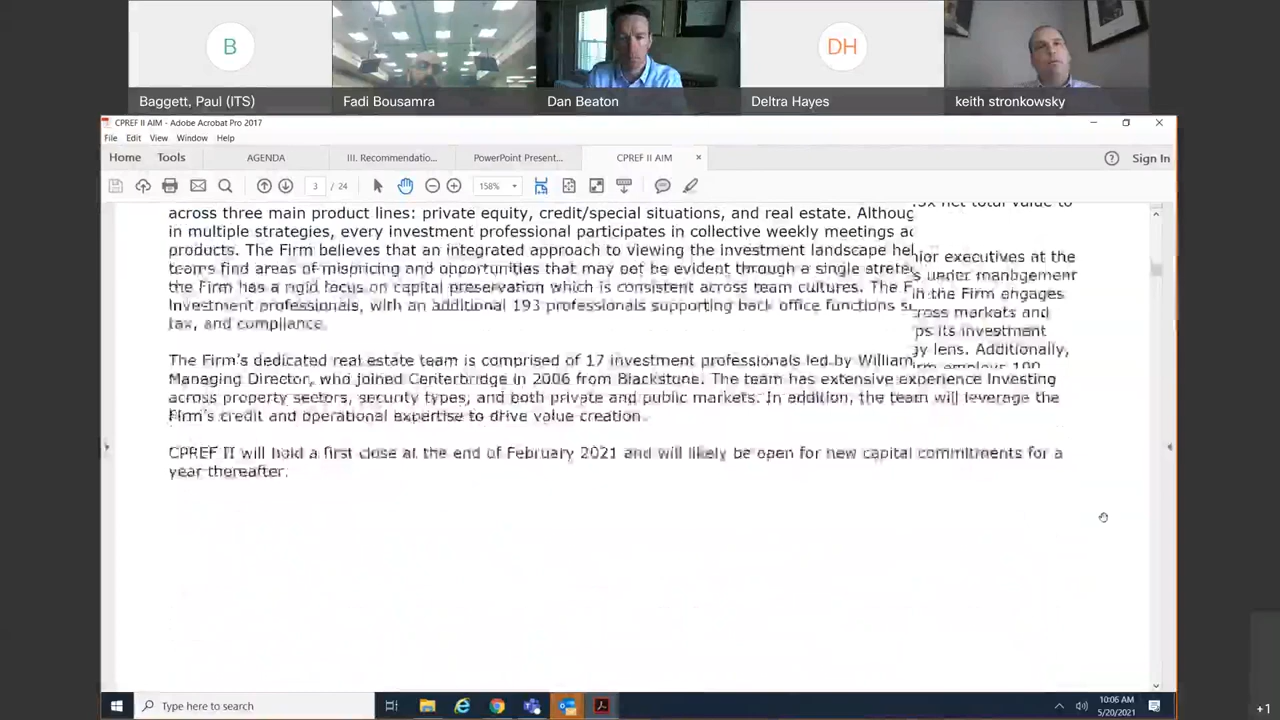 B
DH
Baggett, Paul (ITS)
Fadi Bousamra
Dan Beaton
Deltra Hayes
keith stronkowsky
CPREF II AIM - Adobe Acrobat Pro 2017
File Edit View Window Help
Home Tools AGENDA III. Recommendatio... PowerPoint Present... CPREF II AIM × Sign In
3 / 24 158%
across three main product lines: private equity, credit/special situations, and real estate. Althoug
net total value to
in multiple strategies, every investment professional participates in collective weekly meetings ac
products. The Firm believes that an integrated approach to viewing the investment landscape hel
nior executives at the
teams find areas of mispricing and opportunities that may not be evident through a single strate
s under management
the Firm has a rigid focus on capital preservation which is consistent across team cultures. The F
h the Firm engages
Investment professionals, with an additional 193 professionals supporting back office functions s
ross markets and
tax, and compliance.
ps its investment
gy lens. Additionally,
The Firm's dedicated real estate team is comprised of 17 investment professionals led by William
irm employs 190
Managing Director, who joined Centerbridge in 2006 from Blackstone. The team has extensive experience Investing
across property sectors, security types, and both private and public markets. In addition, the team will leverage the
Firm's credit and operational expertise to drive value creation.
CPREF II will hold a first close at the end of February 2021 and will likely be open for new capital commitments for a
year thereafter.
Type here to search
10:06 AM
5/20/2021
+1